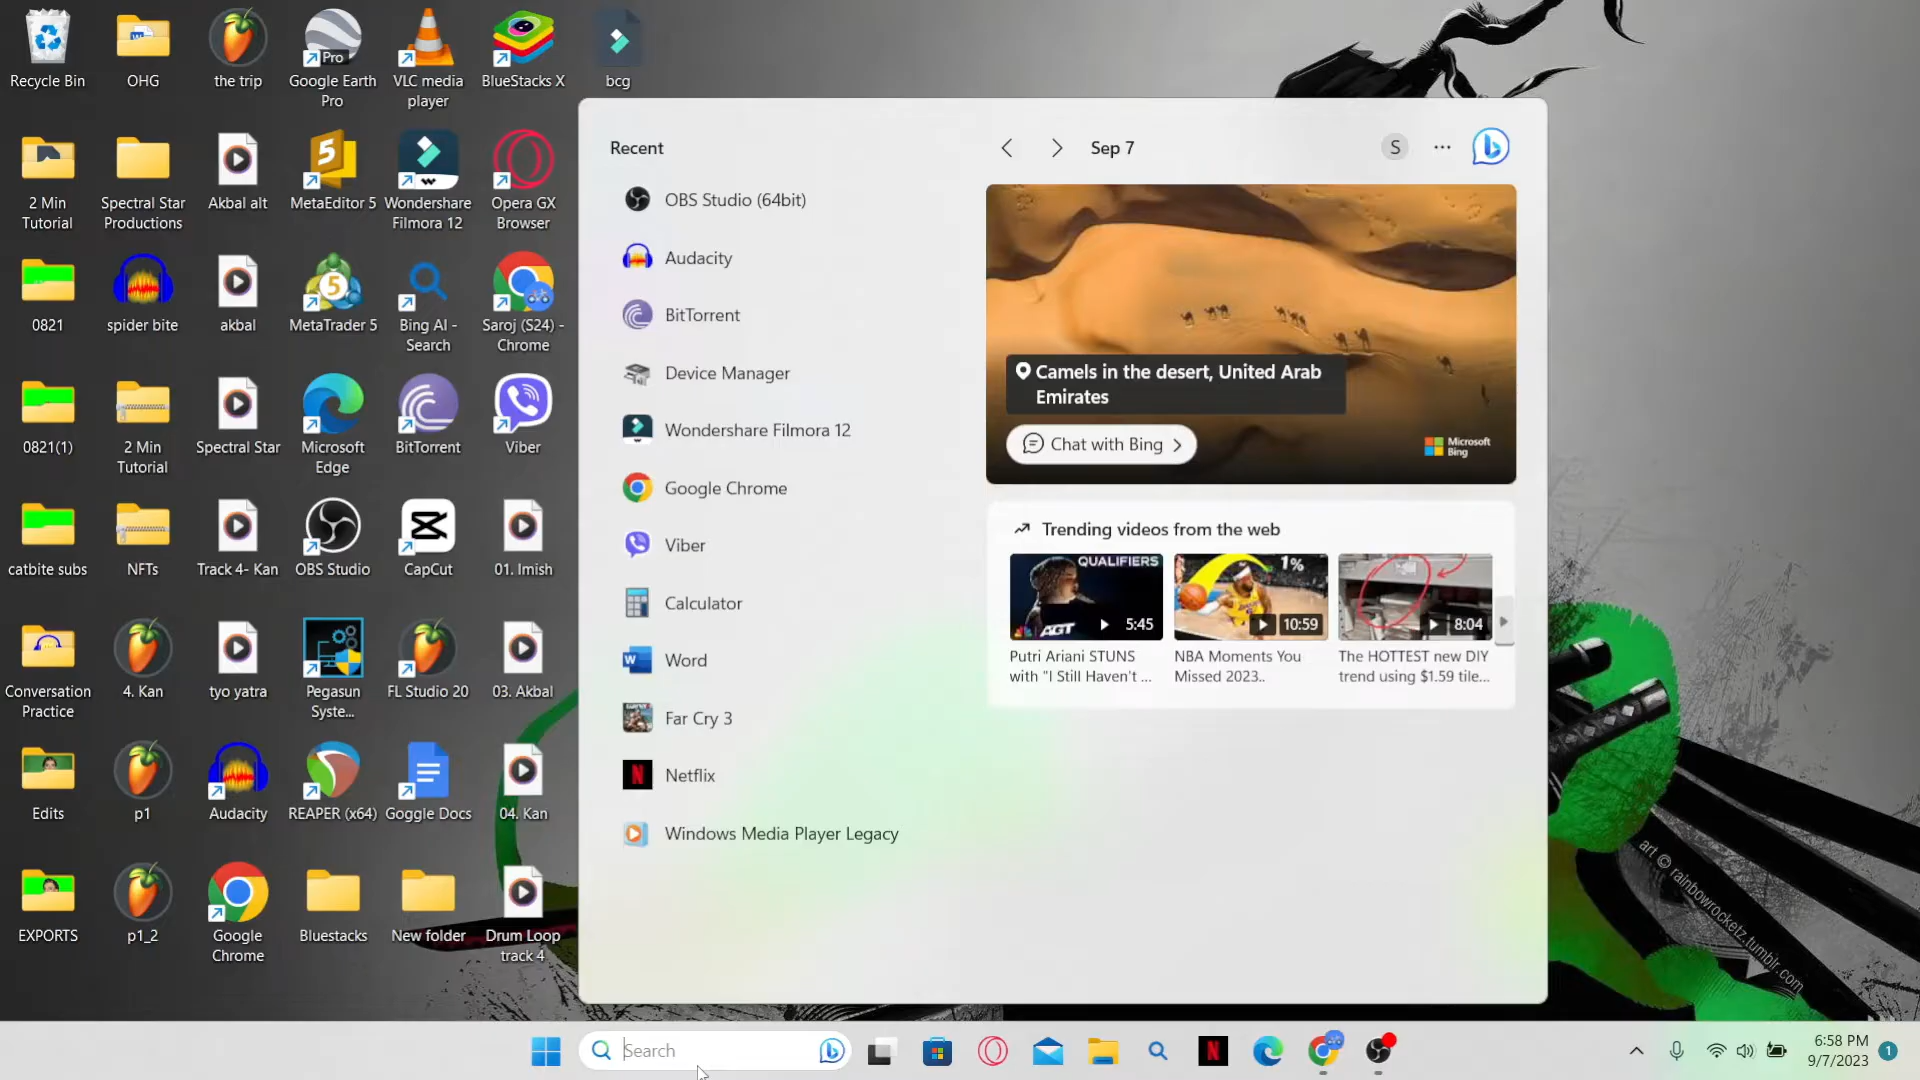 Recycle Bin
OHG
the trip
Pro
Google Earth
Pro
VLC media
player
BlueStacks X
bcg
2 Min
Tutorial
Spectral Star
Productions
Akbal alt
5
MetaEditor 5
Wondershare
Filmora 12
Opera GX
Browser
0821
spider bite
akbal
5
MetaTrader 5
Bing AI -
Search
Saroj (S24) -
Chrome
0821(1)
2 Min
Tutorial
Spectral Star
Microsoft
Edge
BitTorrent
Viber
catbite subs
NFTs
Track 4- Kan
OBS Studio
CapCut
01. Imish
Conversation
Practice
4. Kan
tyo yatra
Pegasun
Syste...
FL Studio 20
03. Akbal
Edits
p1
Audacity
REAPER (x64)
Goggle Docs
04. Kan
EXPORTS
p1_2
Google
Chrome
Bluestacks
New folder
Drum Loop
track 4
Recent
OBS Studio (64bit)
Audacity
BitTorrent
Device Manager
Wondershare Filmora 12
Google Chrome
Viber
Calculator
Word
Far Cry 3
Netflix
Windows Media Player Legacy
Sep 7
S
Camels in the desert, United Arab
Emirates
Chat with Bing
Microsoft
Bing
Trending videos from the web
QUALIFIERS
AGT
5:45
1%
10:59
8:04
Putri Ariani STUNS
with "I Still Haven't ...
NBA Moments You
Missed 2023..
The HOTTEST new DIY
trend using $1.59 tile...
art © rainbowrocketz.tumblr.com
Search
6:58 PM
9/7/2023
1